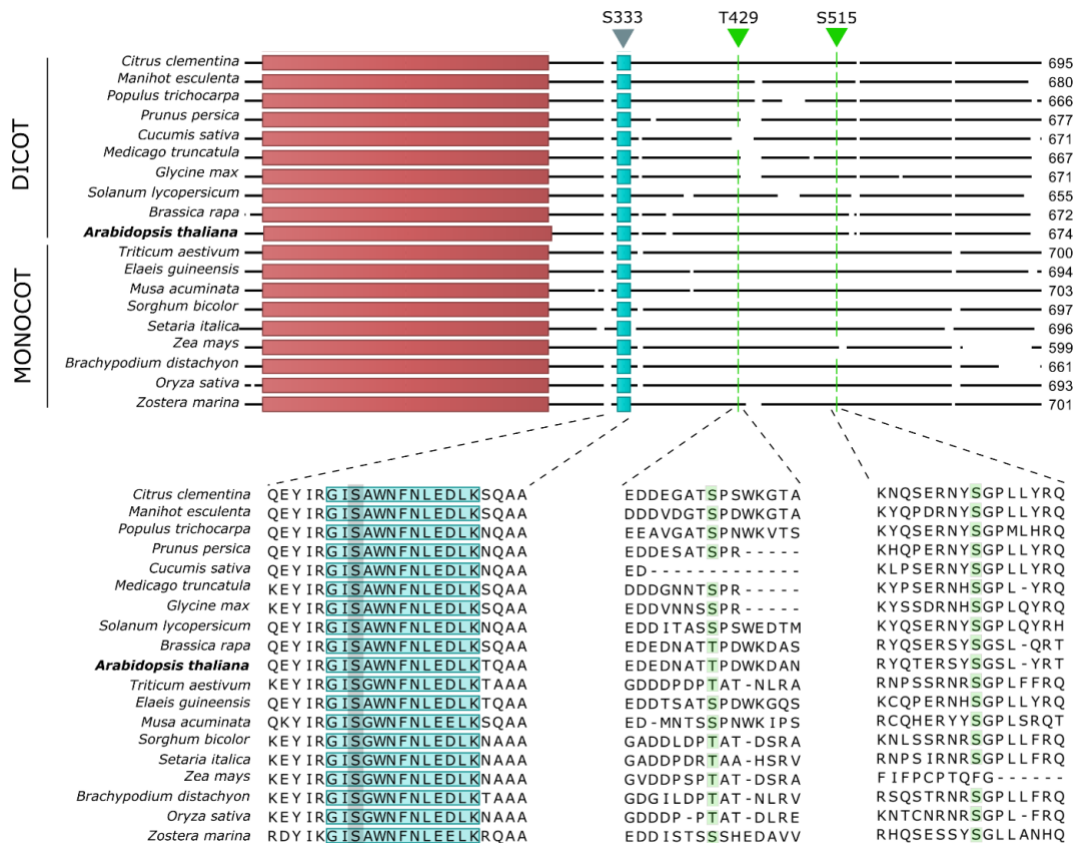 S333 T429 S515
DICOT
Citrus clementina 695
Manihot esculenta 680
Populus trichocarpa 666
Prunus persica 677
Cucumis sativa 671
Medicago truncatula 667
Glycine max 671
Solanum lycopersicum 655
Brassica rapa 672
Arabidopsis thaliana 674
MONOCOT
Triticum aestivum 700
Elaeis guineensis 694
Musa acuminata 703
Sorghum bicolor 697
Setaria italica 696
Zea mays 599
Brachypodium distachyon 661
Oryza sativa 693
Zostera marina 701
Citrus clementina QEYIRGISAWNFNLEDLKSQAA EDDEGATSPSWKGTA KNQSERNYSGPLLYRQ
Manihot esculenta QEYIRGISAWNFNLEDLKNQAA DDDVDGTSPDWKGTA KYQPDRNYSGPLLYRQ
Populus trichocarpa QEYIRGISAWNFNLEDLKNQAA EEAVGATSPNWKVTS KYQSERNYSGPMLHRQ
Prunus persica QEYIRGISAWNFNLEDLKNQAA EDDESATSPR----- KHQPERNYSGPLLYRQ
Cucumis sativa QEYIRGISAWNFNLEDLKNQAA ED------------- KLPSERNYSGPLLYRQ
Medicago truncatula KEYIRGISAWNFNLEDLKSQAA DDDGNNTSPR----- KYPSERNHSGPL-YRQ
Glycine max KEYIRGISAWNFNLEDLKSQAA EDDVNNSSPR----- KYSSDRNHSGPLQYRQ
Solanum lycopersicum QEYIRGISAWNFNLEDLKNQAA EDDITASSPSWEDTM KYQSERNYSGPLQYRH
Brassica rapa QEYIRGISAWNFNLEDLKNQAA EDEDNATTPDWKDAS RYQSERSYSGSL-QRT
Arabidopsis thaliana QEYIRGISAWNFNLEDLKTQAA EDEDNATTPDWKDAN RYQTERSYSGSL-YRT
Triticum aestivum KEYIRGISGWNFNLEDLKTAAA GDDDPDPTAT-NLRA RNPSSRNRSGPLFFRQ
Elaeis guineensis KEYIRGISAWNFNLEDLKTQAA EDDTSATSPDWKGQS KCQPERNHSGPLLYRQ
Musa acuminata QKYIRGISAWNFNLEELKSQAA ED-MNTSSPNWKIPS RCQHERYYSGPLSRQT
Sorghum bicolor KEYIRGISGWNFNLEDLKNAAA GADDLDPTAT-DSRA KNLSSRNRSGPLLFRQ
Setaria italica KEYIRGISGWNFNLEDLKNAAA GADDPDRTAA-HSRV RNPSIRNRSGPLLFRQ
Zea mays KEYIRGISGWNFNLEDLKNAAA GVDDPSPTAT-DSRA FIFPCPTQFG------
Brachypodium distachyon KEYIRGISGWNFNLEDLKTAAA GDGILDPTAT-NLRV RSQSTRNRSGPLLFRQ
Oryza sativa KEYIRGISGWNFNLEDLKNAAA GDDDP-PTAT-DLRE KNTCNRNRSGPL-FRQ
Zostera marina RDYIKGISAWNFNLEELKRQAA EDDISTSSSHEDAVV RHQSESSYSGLLANHQ